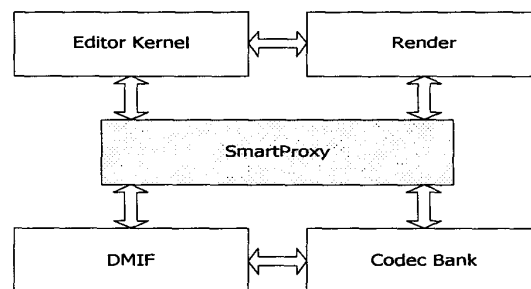 Editor Kernel
Render
SmartProxy
DMIF
Codec Bank